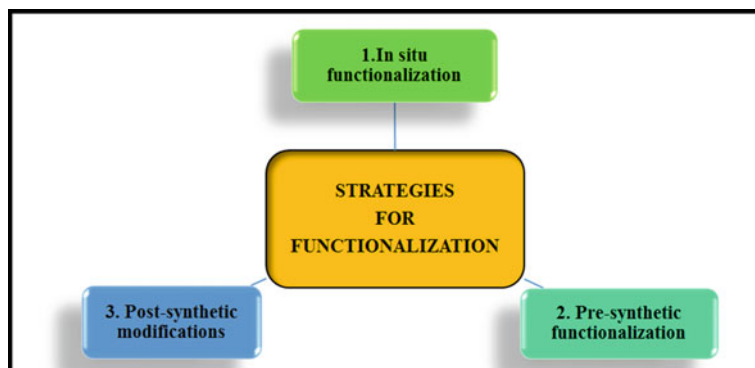 1.In situ
functionalization
STRATEGIES
FOR
FUNCTIONALIZATION
3. Post-synthetic
modifications
2. Pre-synthetic
functionalization